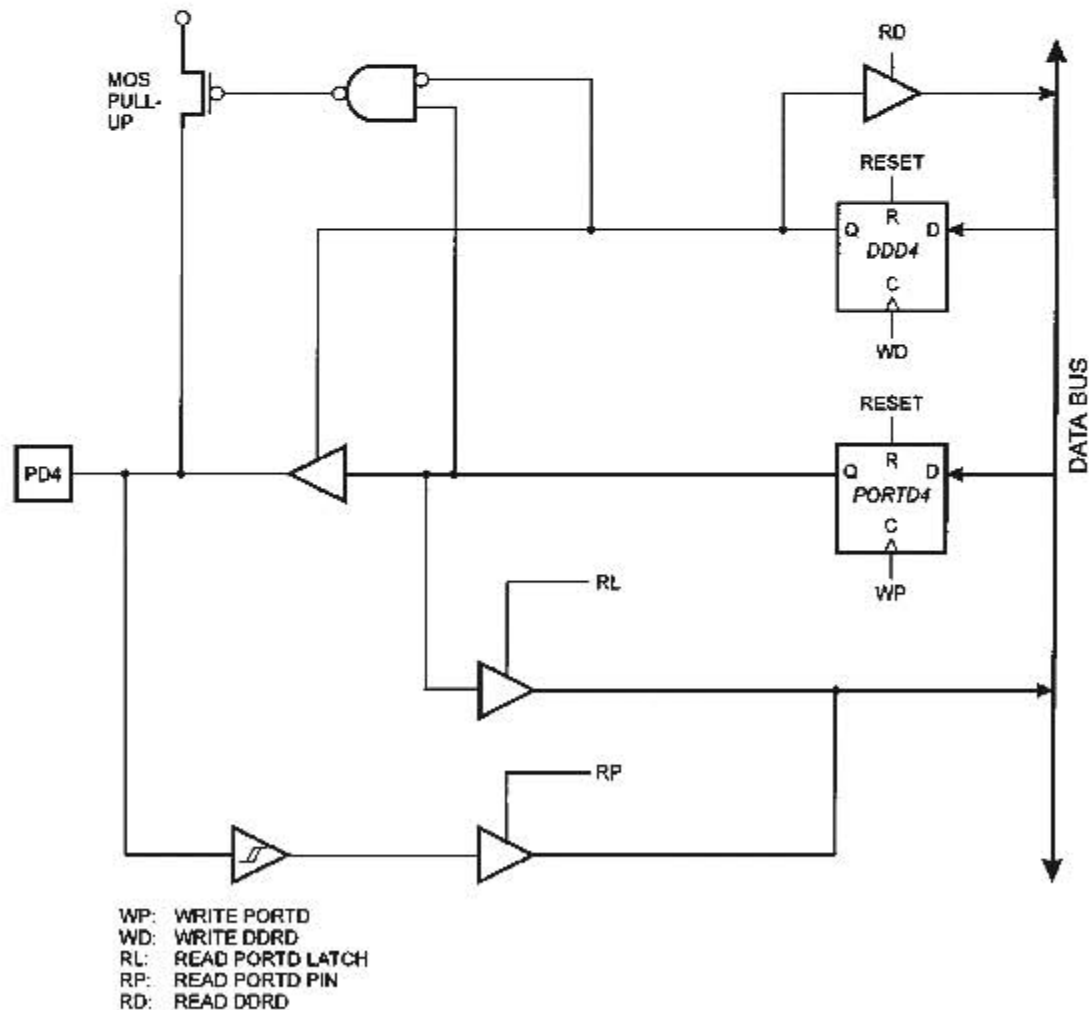 RD
MOS
PULL-
UP
RESET
R
Q
D
DDD4
C
WD
RESET
PD4
R
Q
D
PORTD4
C
WP
DATA BUS
RL
RP
WP: WRITE PORTD
WD: WRITE DDRD
RL: READ PORTD LATCH
RP: READ PORTD PIN
RD: READ DDRD